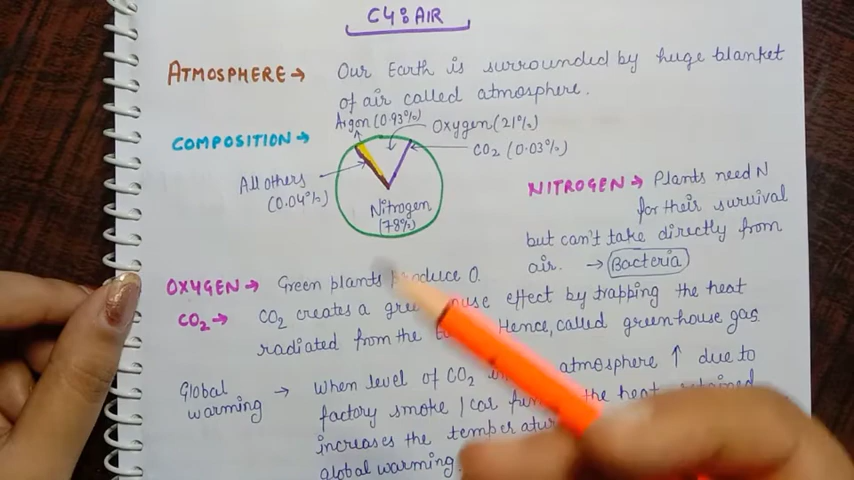 C4: AIR
ATMOSPHERE → Our Earth is surrounded by huge blanket
of air called atmosphere.
COMPOSITION →
Argon (0.93%)
Oxygen (21%)
CO2 (0.03%)
All others
(0.04%)
Nitrogen
(78%)
NITROGEN → Plants need N
for their survival
but can't take directly from
air. → Bacteria
OXYGEN → Green plants produce O.
CO2 → CO2 creates a use effect by trapping the heat
radiated from the Hence, called greenhouse gas.
Global
warming
→ When level of CO2 atmosphere ↑ due to
factory smoke / car the heat
increases the temperatur
global warming.